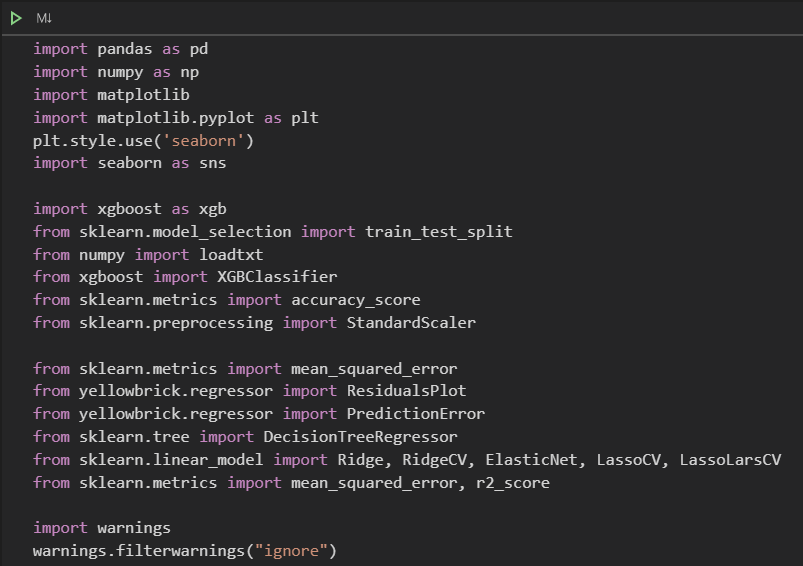 M↓
import pandas as pd
import numpy as np
import matplotlib
import matplotlib.pyplot as plt
plt.style.use('seaborn')
import seaborn as sns
import xgboost as xgb
from sklearn.model_selection import train_test_split
from numpy import loadtxt
from xgboost import XGBClassifier
from sklearn.metrics import accuracy_score
from sklearn.preprocessing import StandardScaler
from sklearn.metrics import mean_squared_error
from yellowbrick.regressor import ResidualsPlot
from yellowbrick.regressor import PredictionError
from sklearn.tree import DecisionTreeRegressor
from sklearn.linear_model import Ridge, RidgeCV, ElasticNet, LassoCV, LassoLarsCV
from sklearn.metrics import mean_squared_error, r2_score
import warnings
warnings.filterwarnings("ignore")